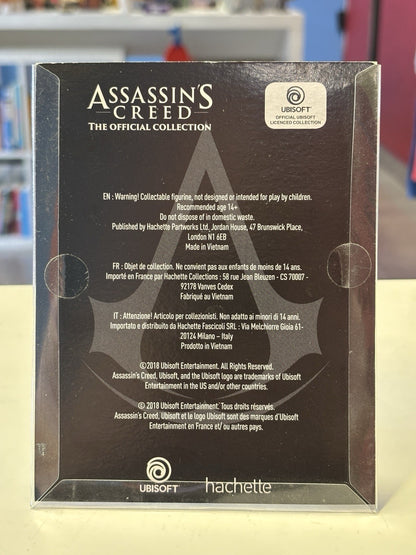 ASSASSIN'S
CREED
THE OFFICIAL COLLECTION
UBISOFT
OFFICIAL UBISOFT
LICENCED COLLECTION
EN : Warning! Collectable figurine, not designed or intended for play by children.
Recommended age 14+
Do not dispose of in domestic waste.
Published by Hachette Partworks Ltd, Jordan House, 47 Brunswick Place,
London N1 6EB
Made in Vietnam
FR : Objet de collection. Ne convient pas aux enfants de moins de 14 ans.
Importé en France par Hachette Collections : 58 rue Jean Bleuzen - CS 70007 -
92178 Vanves Cedex
Fabriqué au Vietnam
IT : Attenzione! Articolo per collezionisti. Non adatto ai minori di 14 anni.
Importato e distribuito da Hachette Fascicoli SRL : Via Melchiorre Gioia 61-
20124 Milano – Italy
Prodotto in Vietnam
©2018 Ubisoft Entertainment. All Rights Reserved.
Assassin's Creed, Ubisoft, and the Ubisoft logo are trademarks of Ubisoft
Entertainment in the US and/or other countries.
© 2018 Ubisoft Entertainment. Tous droits réservés.
Assassin's Creed, Ubisoft et le logo Ubisoft sont des marques d'Ubisoft
Entertainment en France et/ ou autres pays.
UBISOFT
hachette